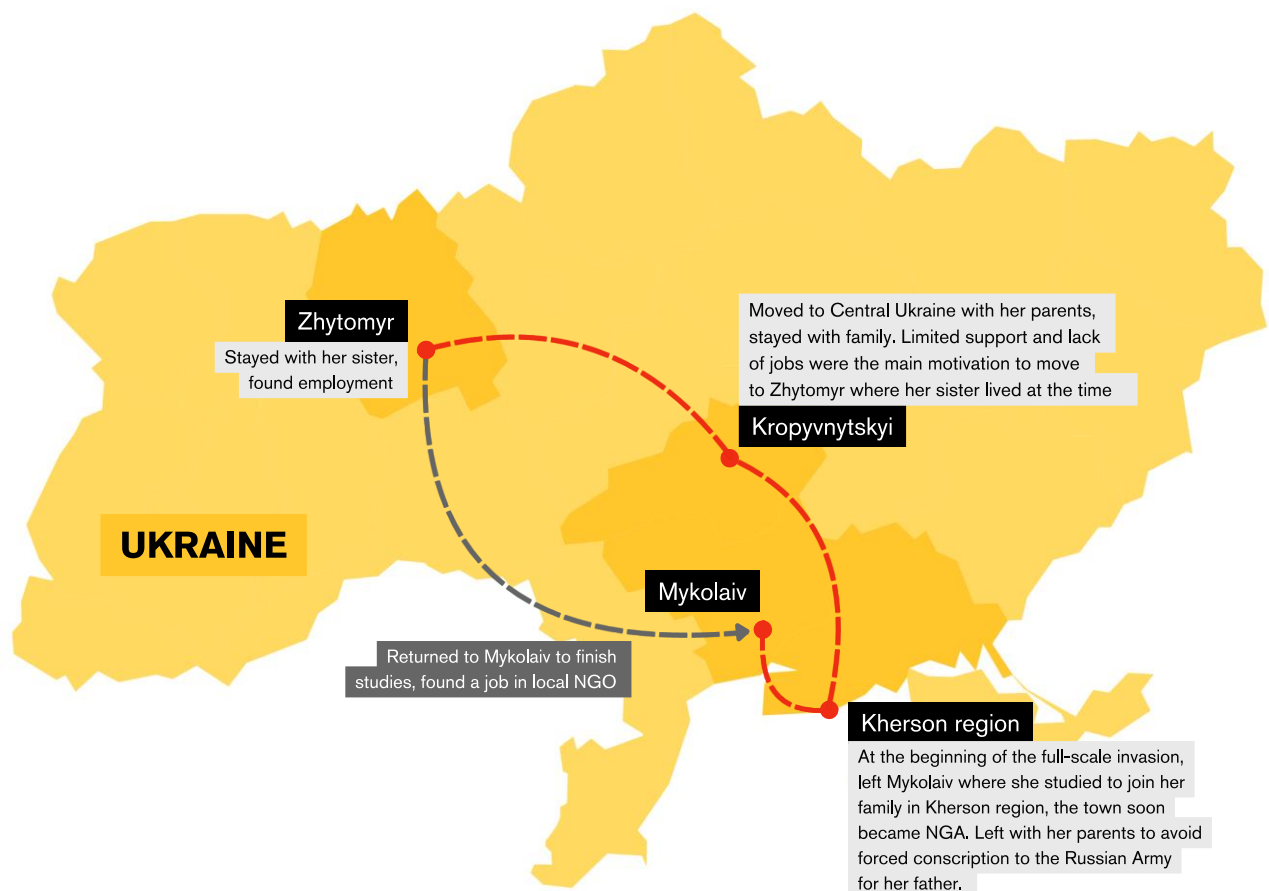 Zhytomyr
Stayed with her sister,
found employment
Moved to Central Ukraine with her parents,
stayed with family. Limited support and lack
of jobs were the main motivation to move
to Zhytomyr where her sister lived at the time
Kropyvnytskyi
UKRAINE
Mykolaiv
Returned to Mykolaiv to finish
studies, found a job in local NGO
Kherson region
At the beginning of the full-scale invasion,
left Mykolaiv where she studied to join her
family in Kherson region, the town soon
became NGA. Left with her parents to avoid
forced conscription to the Russian Army
for her father.